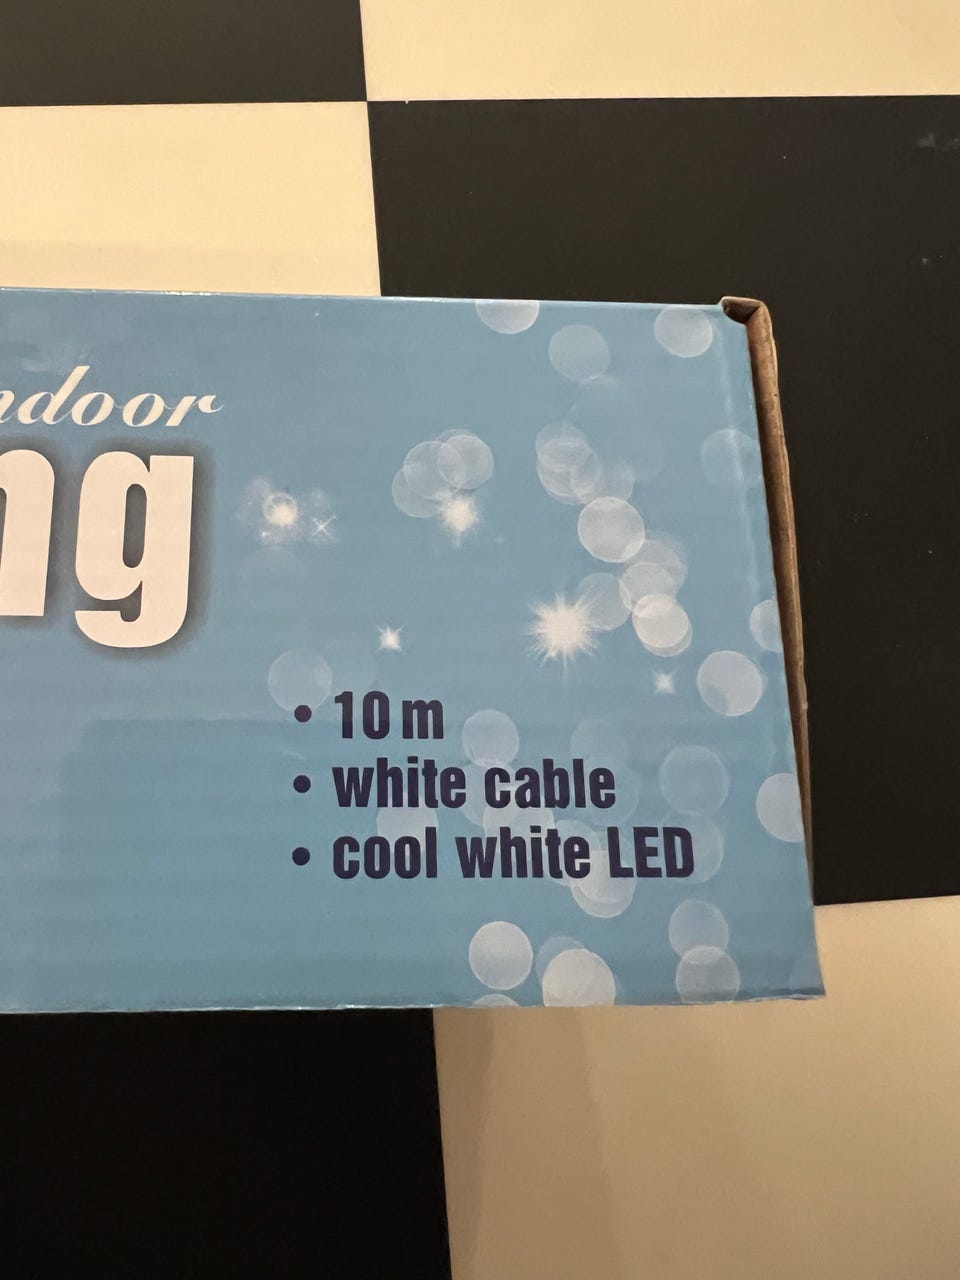 ndoor
ng
• 10 m
• white cable
• cool white LED